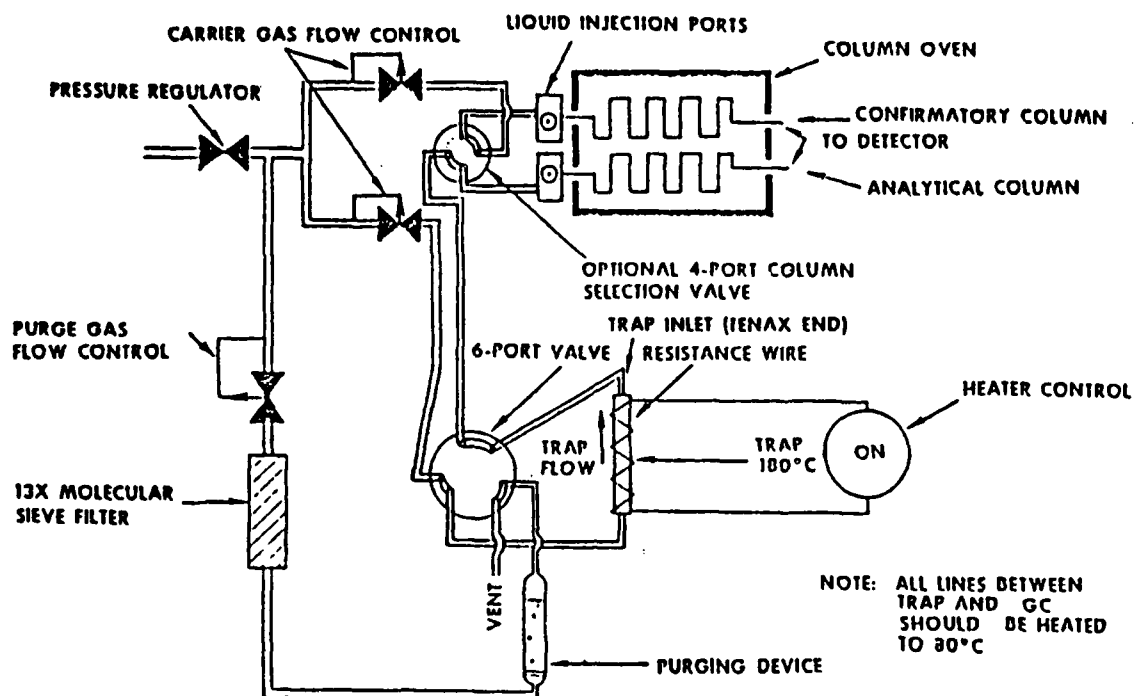 LIQUID INJECTION PORTS
CARRIER GAS FLOW CONTROL
COLUMN OVEN
PRESSURE REGULATOR
CONFIRMATORY COLUMN
TO DETECTOR
ANALYTICAL COLUMN
OPTIONAL 4-PORT COLUMN
SELECTION VALVE
PURGE GAS
FLOW CONTROL
TRAP INLET (TENAX END)
6-PORT VALVE
RESISTANCE WIRE
HEATER CONTROL
TRAP
FLOW
TRAP
180°C
ON
13X MOLECULAR
SIEVE FILTER
VENT
NOTE: ALL LINES BETWEEN
TRAP AND GC
SHOULD BE HEATED
TO 80°C
PURGING DEVICE